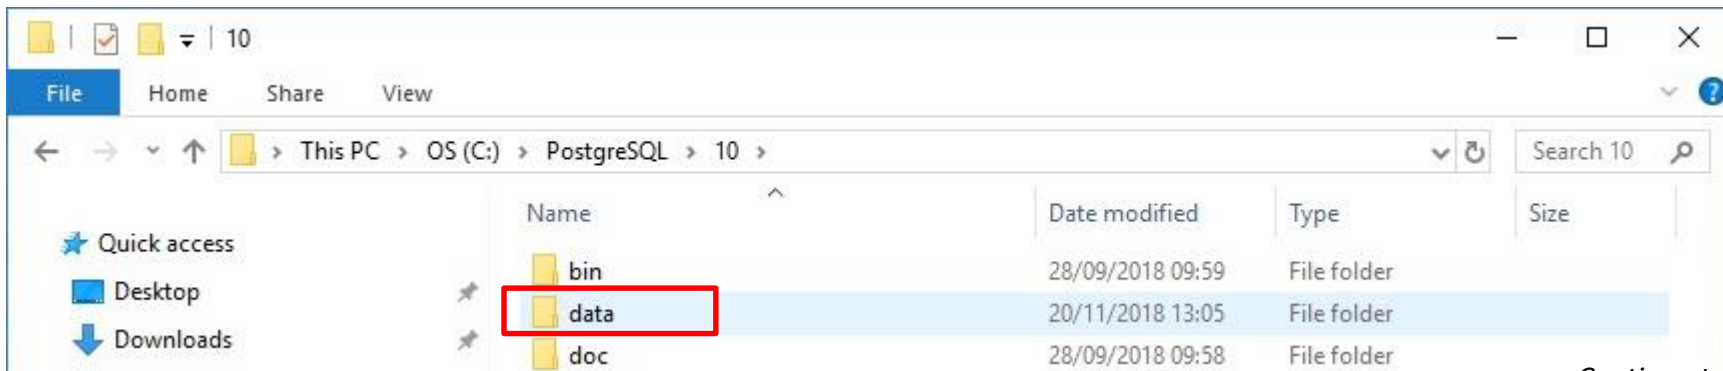 10
File Home Share View
This PC > OS (C:) > PostgreSQL > 10 > Search 10
Name Date modified Type Size
Quick access
bin 28/09/2018 09:59 File folder
Desktop
data 20/11/2018 13:05 File folder
Downloads
doc 28/09/2018 09:58 File folder